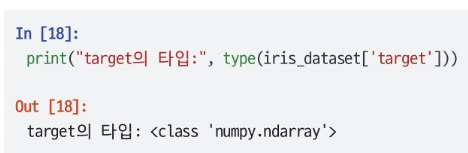 In [18]:
print("target의 타입:", type(iris_dataset['target']))
Out [18]:
target의 타입: <class 'numpy.ndarray'>